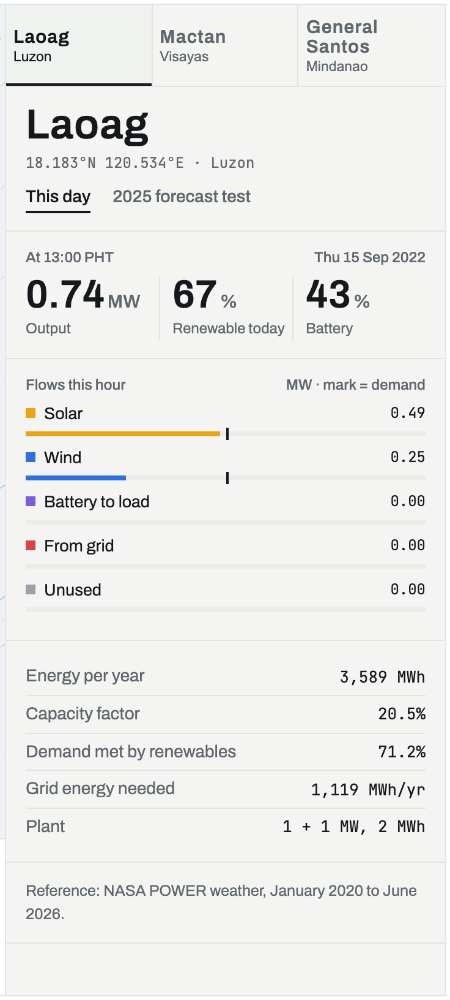 Laoag
Luzon
Mactan
Visayas
General
Santos
Mindanao
Laoag
18.183°N 120.534°E · Luzon
This day 2025 forecast test
At 13:00 PHT Thu 15 Sep 2022
0.74 MW 67 % 43 %
Output Renewable today Battery
Flows this hour MW · mark = demand
Solar 0.49
Wind 0.25
Battery to load 0.00
From grid 0.00
Unused 0.00
Energy per year 3,589 MWh
Capacity factor 20.5%
Demand met by renewables 71.2%
Grid energy needed 1,119 MWh/yr
Plant 1 + 1 MW, 2 MWh
Reference: NASA POWER weather, January 2020 to June
2026.